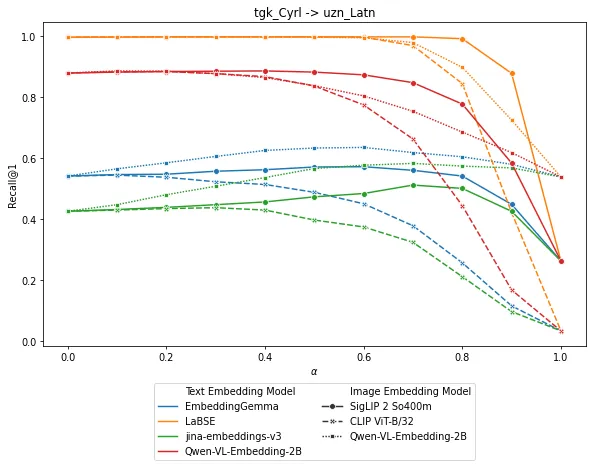 tgk_Cyrl -> uzn_Latn
Recall@1
1.0
0.8
0.6
0.4
0.2
0.0
0.0 0.2 0.4 0.6 0.8 1.0
α
Text Embedding Model Image Embedding Model
EmbeddingGemma SigLIP 2 So400m
LaBSE CLIP ViT-B/32
jina-embeddings-v3 Qwen-VL-Embedding-2B
Qwen-VL-Embedding-2B